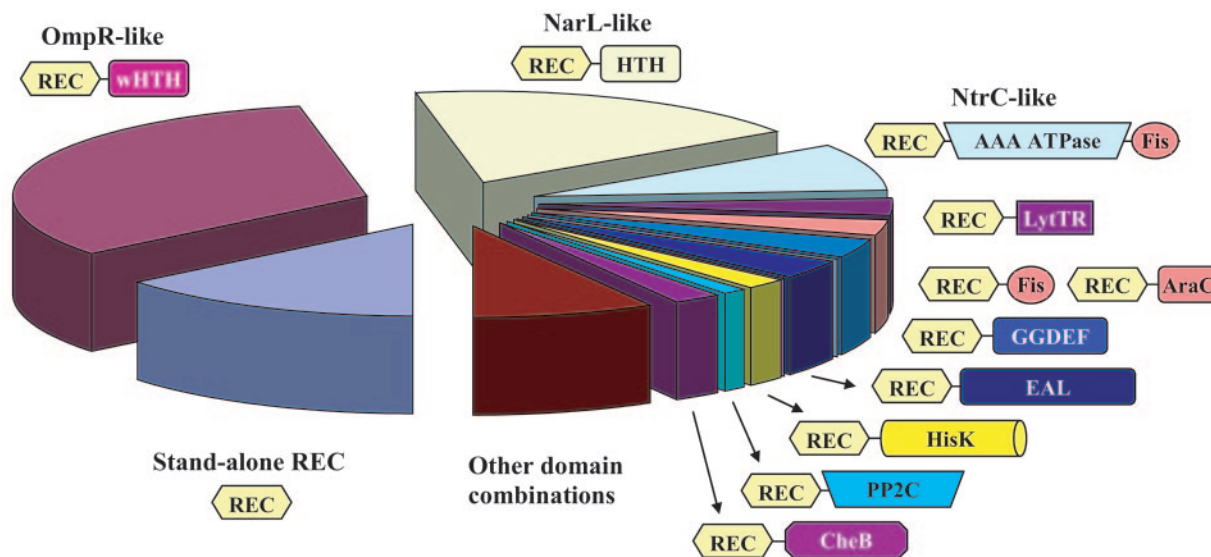 OmpR-like
REC wHTH
NarL-like
REC HTH
NtrC-like
REC AAA ATPase Fis
REC LytTR
REC Fis REC AraC
REC GGDEF
REC EAL
REC HisK
REC PP2C
REC CheB
Stand-alone REC
REC
Other domain
combinations